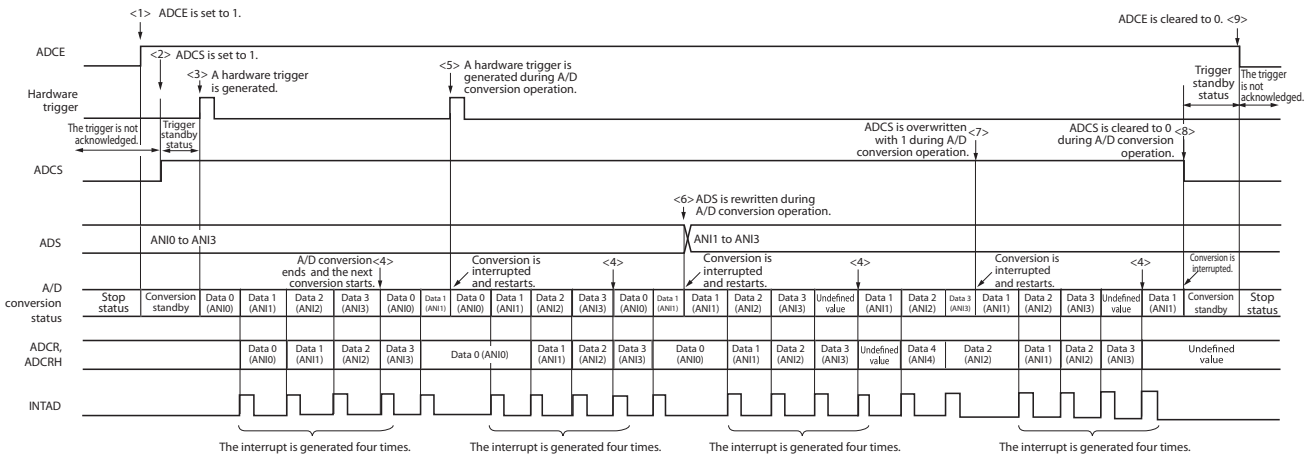 <1> ADCE is set to 1.
ADCE is cleared to 0. <9>
ADCE
<2> ADCS is set to 1.
<3> A hardware trigger
is generated.
<5> A hardware trigger is
generated during A/D
conversion operation.
Trigger
standby
status
The trigger
is not
acknowledged.
Hardware
trigger
The trigger is not
acknowledged.
Trigger
standby
status
ADCS is overwritten
with 1 during A/D
conversion operation.
<7>
ADCS is cleared to 0
during A/D conversion
operation.
<8>
ADCS
<6> ADS is rewritten during
A/D conversion operation.
ADS
ANI0 to ANI3
ANI1 to ANI3
A/D conversion
ends and the next
conversion starts.
<4>
Conversion is
interrupted
and restarts.
<4>
Conversion is
interrupted
and restarts.
<4>
Conversion is
interrupted
and restarts.
<4>
Conversion is
interrupted.
A/D
conversion
status
Stop
status
Conversion
standby
Data 0
(ANI0)
Data 1
(ANI1)
Data 2
(ANI2)
Data 3
(ANI3)
Data 0
(ANI0)
Data 1
(ANI1)
Data 0
(ANI0)
Data 1
(ANI1)
Data 2
(ANI2)
Data 3
(ANI3)
Data 0
(ANI0)
Data 1
(ANI1)
Data 1
(ANI1)
Data 2
(ANI2)
Data 3
(ANI3)
Undefined
value
Data 1
(ANI1)
Data 2
(ANI2)
Data 3
(ANI3)
Data 1
(ANI1)
Data 2
(ANI2)
Data 3
(ANI3)
Undefined
value
Data 1
(ANI1)
Conversion
standby
Stop
status
ADCR,
ADCRH
Data 0
(ANI0)
Data 1
(ANI1)
Data 2
(ANI2)
Data 3
(ANI3)
Data 0 (ANI0)
Data 1
(ANI1)
Data 2
(ANI2)
Data 3
(ANI3)
Data 0
(ANI0)
Data 1
(ANI1)
Data 2
(ANI2)
Data 3
(ANI3)
Undefined
value
Data 4
(ANI4)
Data 2
(ANI2)
Data 1
(ANI1)
Data 2
(ANI2)
Data 3
(ANI3)
Undefined
value
INTAD
The interrupt is generated four times.
The interrupt is generated four times.
The interrupt is generated four times.
The interrupt is generated four times.